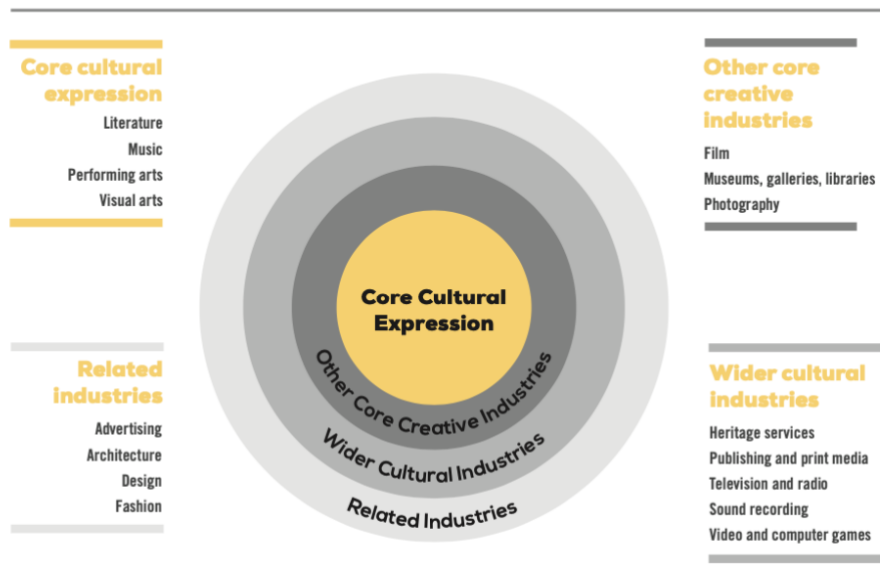 Core cultural
expression
Literature
Music
Performing arts
Visual arts
Other core
creative
industries
Film
Museums, galleries, libraries
Photography
Core Cultural
Expression
Other Core Creative Industries
Wider Cultural Industries
Related Industries
Related
industries
Advertising
Architecture
Design
Fashion
Wider cultural
industries
Heritage services
Publishing and print media
Television and radio
Sound recording
Video and computer games